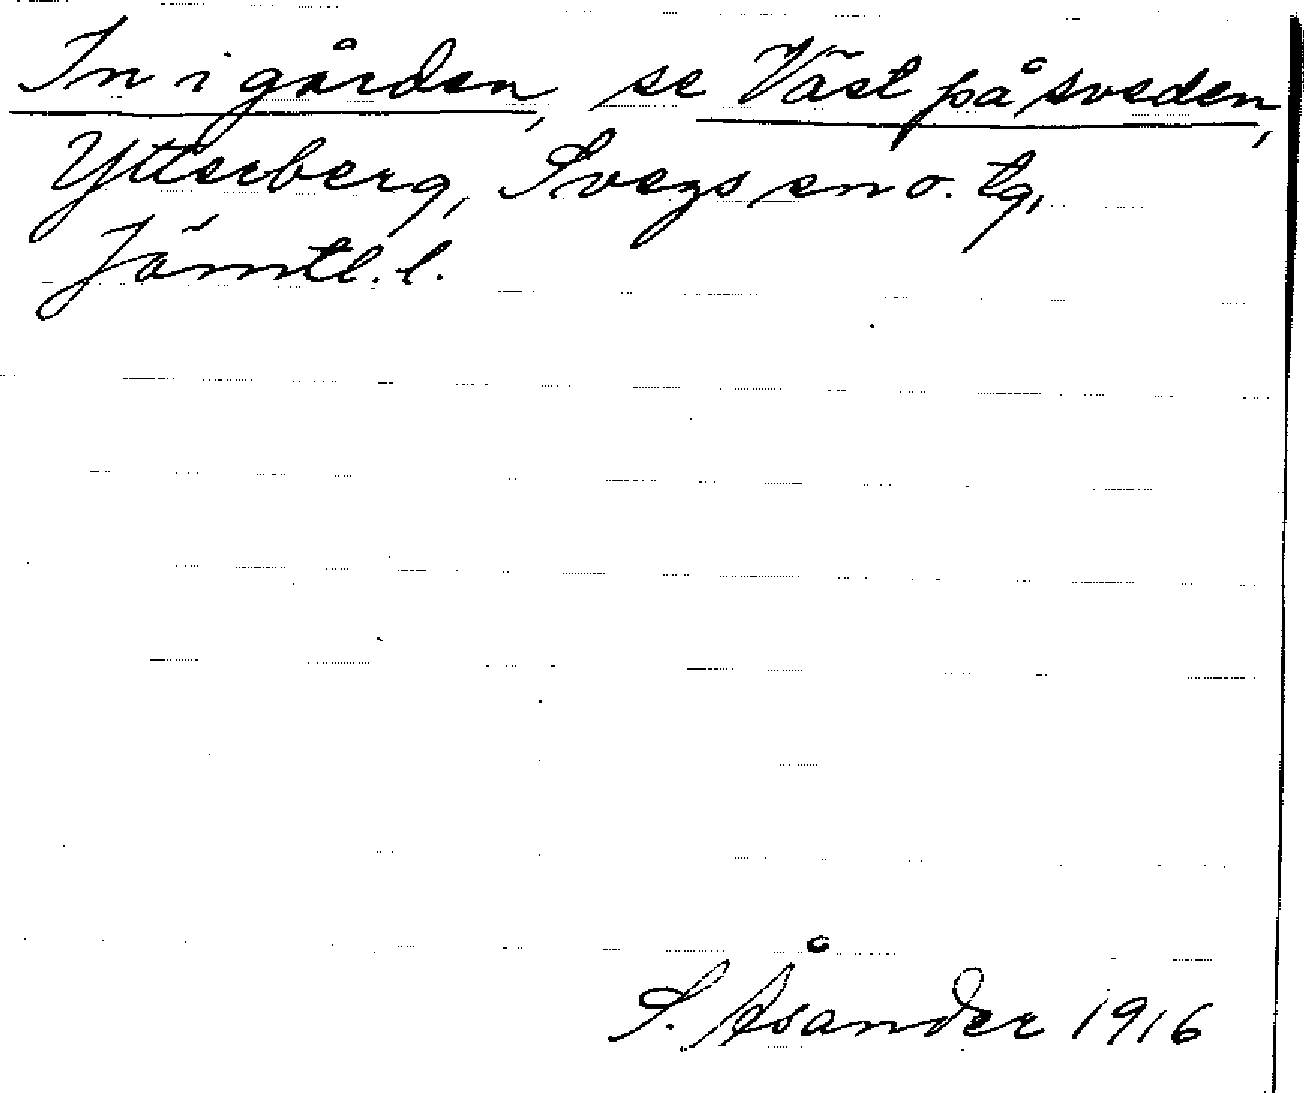 In i gården, se Väst på sveden,
Ytterberg, Svegs sn o. tg,
Jämtl. l.
S. Åsander 1916